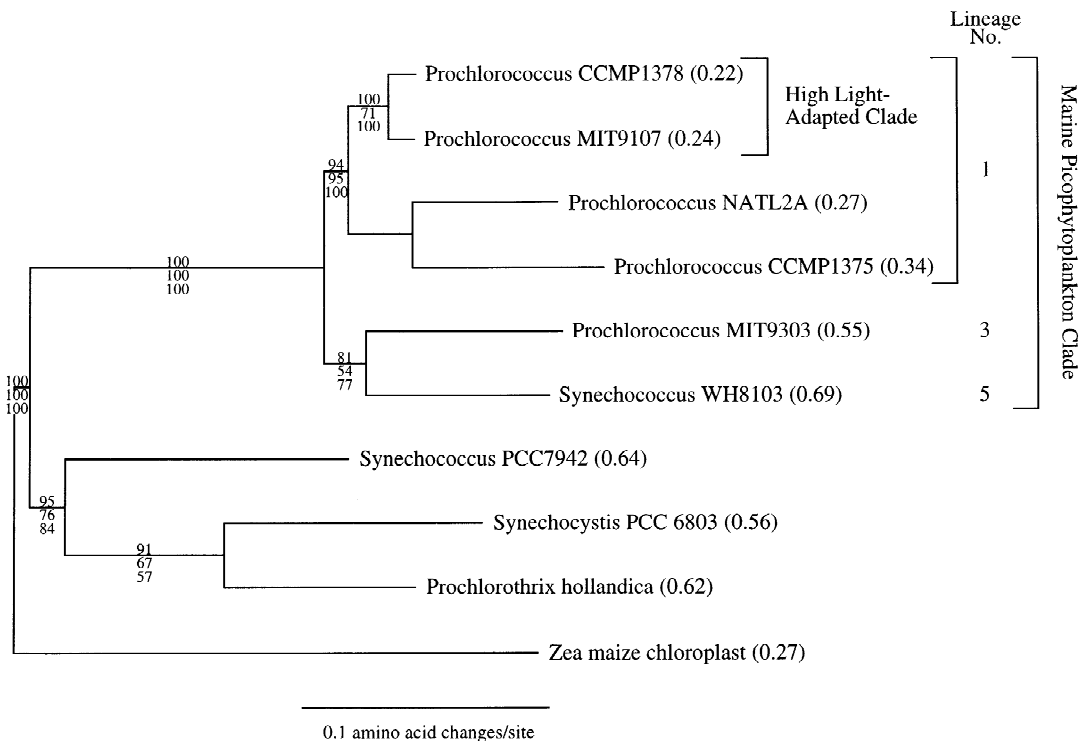 Lineage
No.
Prochlorococcus CCMP1378 (0.22)
100
71
100
High Light-
Adapted Clade
Prochlorococcus MIT9107 (0.24)
94
95
100
1
Prochlorococcus NATL2A (0.27)
100
100
100
Prochlorococcus CCMP1375 (0.34)
Prochlorococcus MIT9303 (0.55)
3
81
54
77
Synechococcus WH8103 (0.69)
5
Marine Picophytoplankton Clade
100
100
100
Synechococcus PCC7942 (0.64)
95
76
84
Synechocystis PCC 6803 (0.56)
91
67
57
Prochlorothrix hollandica (0.62)
Zea maize chloroplast (0.27)
0.1 amino acid changes/site